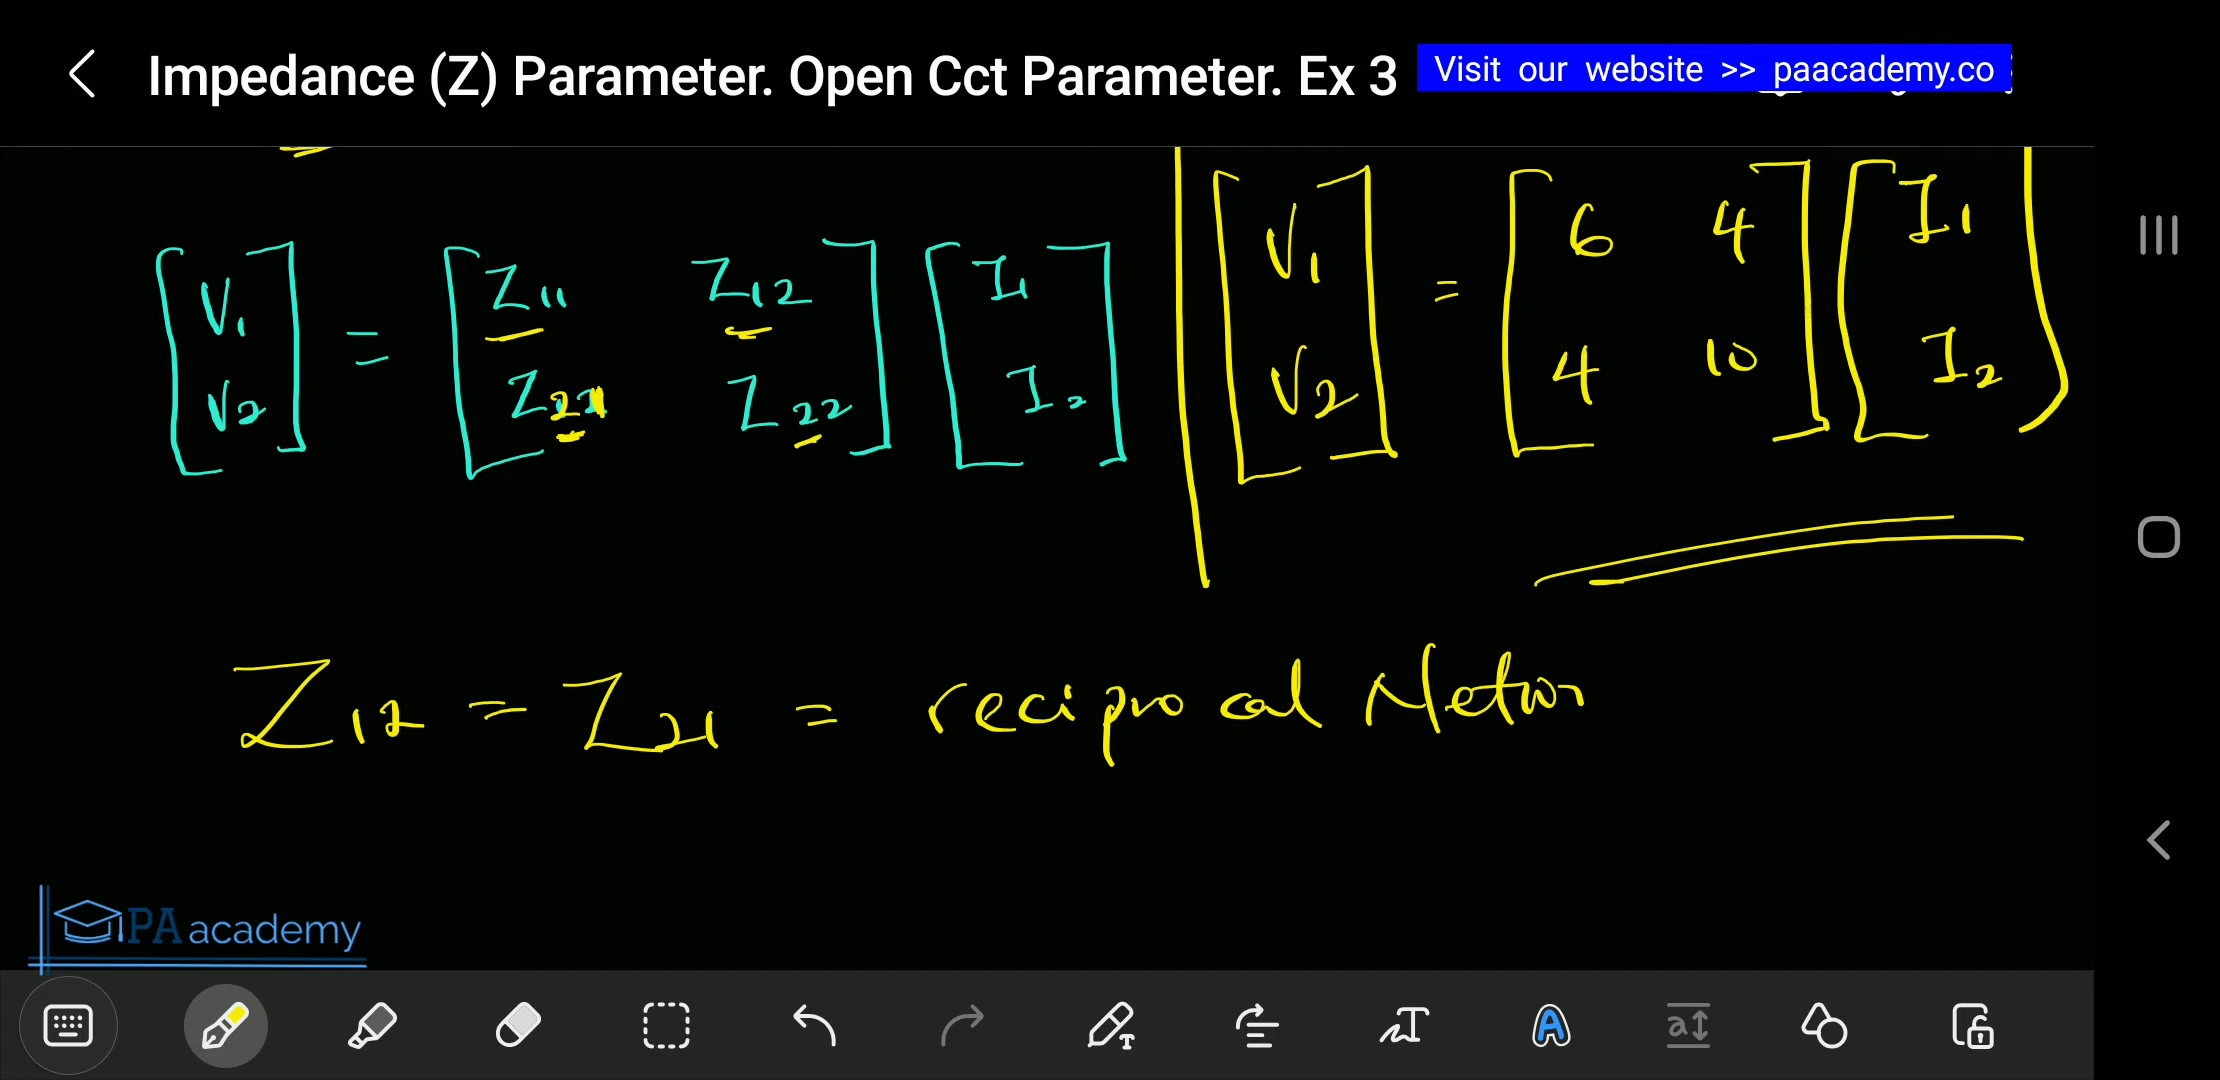 Impedance (Z) Parameter. Open Cct Parameter. Ex 3
Visit our website >> paacademy.co
[V1 V2] = [Z11 Z12 Z21 Z22] [I1 I2]
[V1 V2] = [6 4 4 10] [I1 I2]
Z12 = Z21 = reciprocal Networ
PA academy